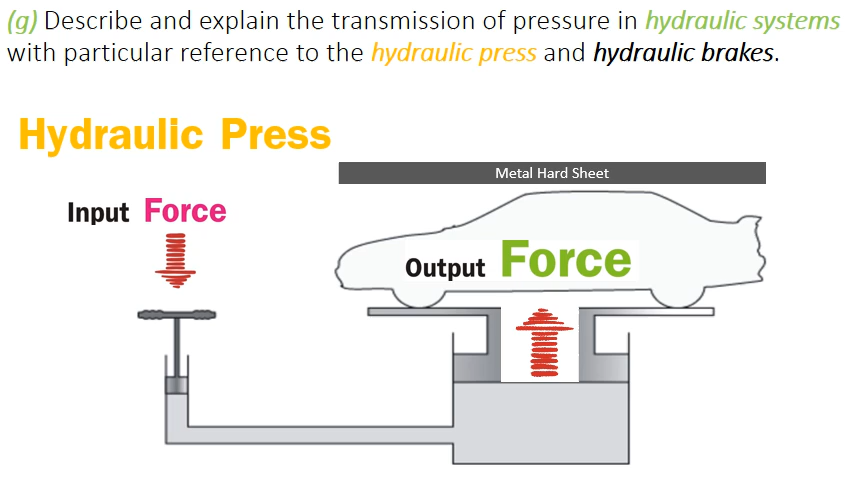 (g) Describe and explain the transmission of pressure in hydraulic systems
with particular reference to the hydraulic press and hydraulic brakes.
Hydraulic Press
Metal Hard Sheet
Input Force
Output Force